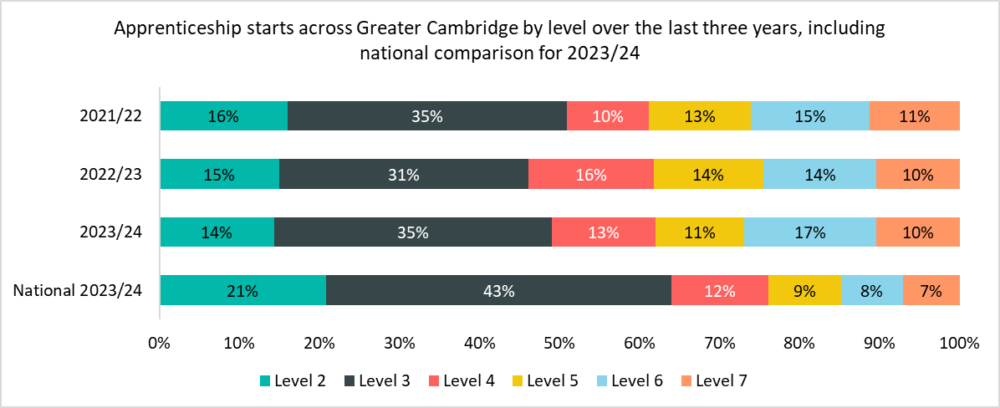 Apprenticeship starts across Greater Cambridge by level over the last three years, including
national comparison for 2023/24
2021/22 16% 35% 10% 13% 15% 11%
2022/23 15% 31% 16% 14% 14% 10%
2023/24 14% 35% 13% 11% 17% 10%
National 2023/24 21% 43% 12% 9% 8% 7%
0% 10% 20% 30% 40% 50% 60% 70% 80% 90% 100%
Level 2 Level 3 Level 4 Level 5 Level 6 Level 7